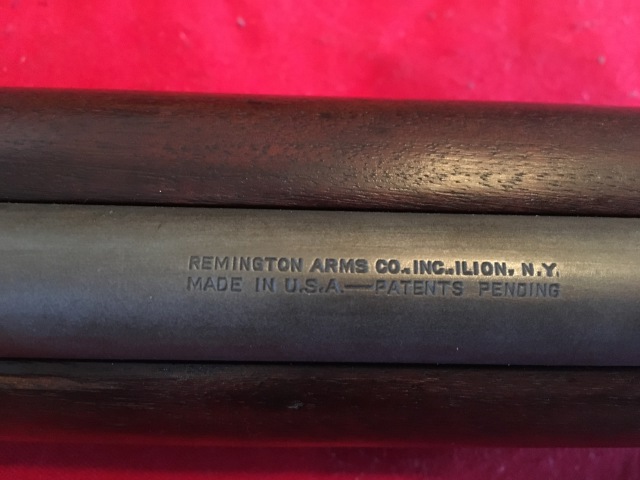 REMINGTON ARMS CO., INC., ILION, N.Y.
MADE IN U.S.A.—PATENTS PENDING